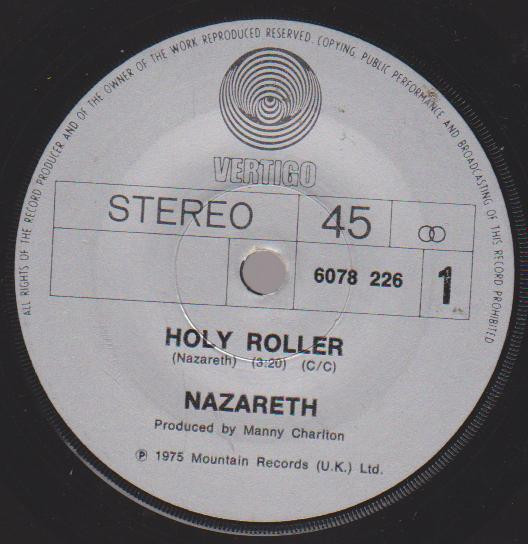 ALL RIGHTS OF THE RECORD PRODUCER AND OF THE OWNER OF THE WORK REPRODUCED RESERVED. COPYING, PUBLIC PERFORMANCE AND BROADCASTING OF THIS RECORD PROHIBITED
VERTIGO
STEREO 45
6078 226 1
HOLY ROLLER
(Nazareth) (3:20) (C/C)
NAZARETH
Produced by Manny Charlton
℗ 1975 Mountain Records (U.K.) Ltd.